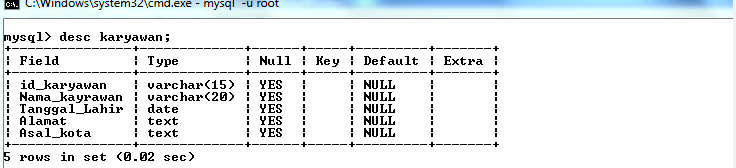 C:\Windows\system32\cmd.exe - mysql -u root
mysql> desc karyawan;
+---------------+-------------+------+-----+---------+-------+
| Field         | Type        | Null | Key | Default | Extra |
+---------------+-------------+------+-----+---------+-------+
| id_karyawan   | varchar(15) | YES  |     | NULL    |       |
| Nama_kayrawan | varchar(20) | YES  |     | NULL    |       |
| Tanggal_Lahir | date        | YES  |     | NULL    |       |
| Alamat        | text        | YES  |     | NULL    |       |
| Asal_kota     | text        | YES  |     | NULL    |       |
+---------------+-------------+------+-----+---------+-------+
5 rows in set (0.02 sec)